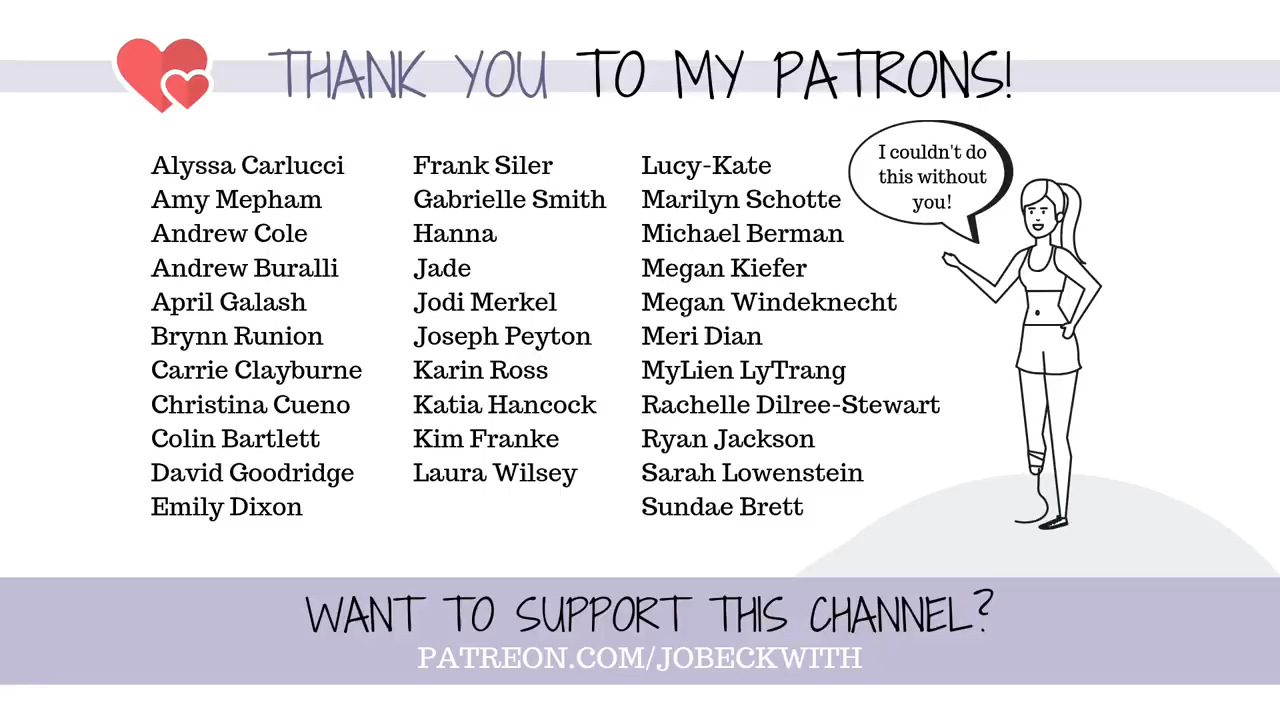 THANK YOU TO MY PATRONS!
Alyssa Carlucci
Amy Mepham
Andrew Cole
Andrew Buralli
April Galash
Brynn Runion
Carrie Clayburne
Christina Cueno
Colin Bartlett
David Goodridge
Emily Dixon
Frank Siler
Gabrielle Smith
Hanna
Jade
Jodi Merkel
Joseph Peyton
Karin Ross
Katia Hancock
Kim Franke
Laura Wilsey
Lucy-Kate
Marilyn Schotte
Michael Berman
Megan Kiefer
Megan Windeknecht
Meri Dian
MyLien LyTrang
Rachelle Dilree-Stewart
Ryan Jackson
Sarah Lowenstein
Sundae Brett
I couldn't do
this without
you!
WANT TO SUPPORT THIS CHANNEL?
PATREON.COM/JOBECKWITH